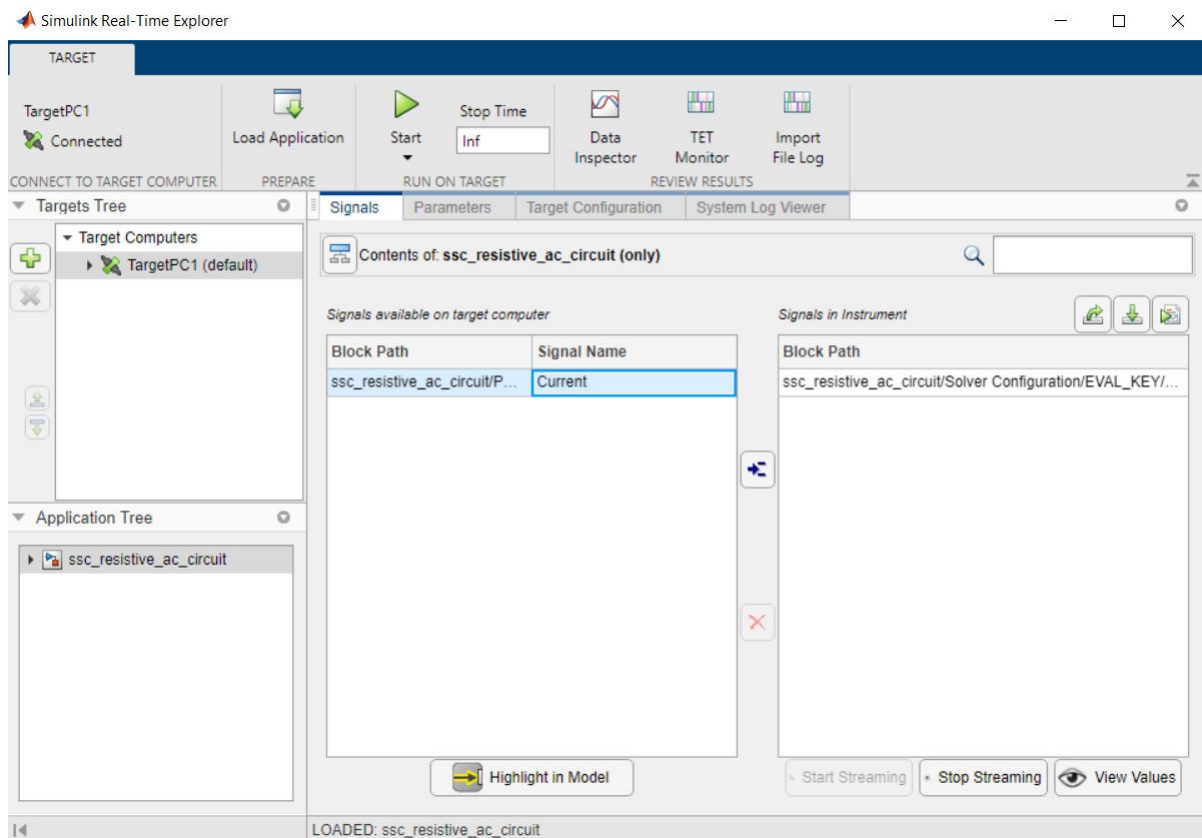 Simulink Real-Time Explorer
TARGET
TargetPC1
Connected
CONNECT TO TARGET COMPUTER
Load Application
PREPARE
Start
Stop Time
Inf
RUN ON TARGET
Data
Inspector
TET
Monitor
Import
File Log
REVIEW RESULTS
Targets Tree
Target Computers
TargetPC1 (default)
Application Tree
ssc_resistive_ac_circuit
Signals
Parameters
Target Configuration
System Log Viewer
Contents of: ssc_resistive_ac_circuit (only)
Signals available on target computer
Block Path
Signal Name
ssc_resistive_ac_circuit/P...
Current
Highlight in Model
Signals in Instrument
Block Path
ssc_resistive_ac_circuit/Solver Configuration/EVAL_KEY/...
Start Streaming
Stop Streaming
View Values
LOADED: ssc_resistive_ac_circuit